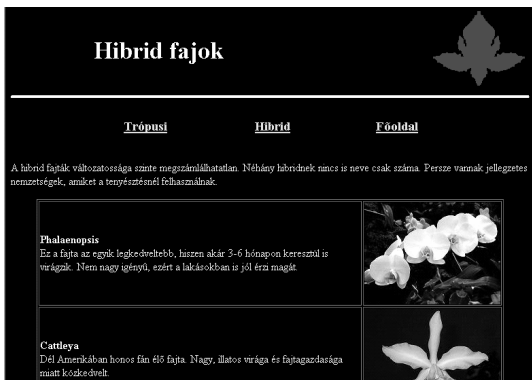 Hibrid fajok
Trópusi Hibrid Főoldal
A hibrid fajták változatossága szinte megszámlálhatatlan. Néhány hibridnek nincs is neve csak száma. Persze vannak jellegzetes
nemzetségek, amiket a tenyésztésnél felhasználnak.
Phalaenopsis
Ez a fajta az egyik legkedveltebb, hiszen akár 3-6 hónapon keresztül is
virágzik. Nem nagy igényű, ezért a lakásokban is jól érzi magát.
Cattleya
Dél Amerikában honos fán élő fajta. Nagy, illatos virága és fajtagazdasága
miatt közkedvelt.